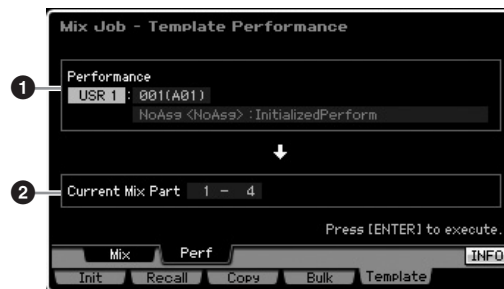 Mix Job - Template Performance
1
Performance
USR 1 : 001(A01)
NoAsg <NoAsg> :InitializedPerform
2
Current Mix Part 1 - 4
Press [ENTER] to execute.
Mix Perf INFO
Init Recall Copy Bulk Template